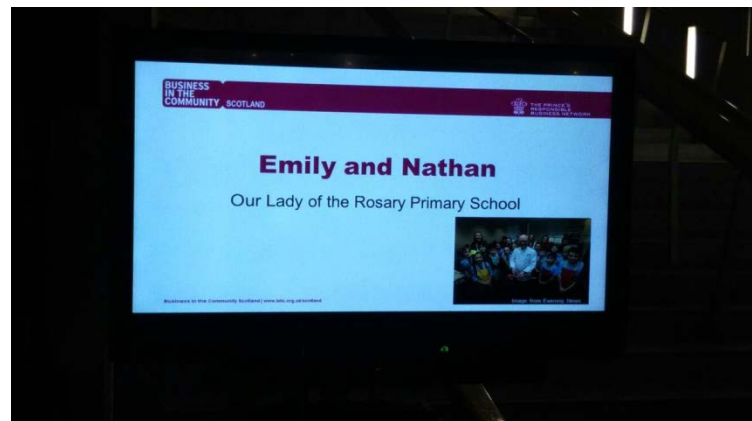 BUSINESS
IN THE
COMMUNITY SCOTLAND
THE PRINCE'S
RESPONSIBLE
BUSINESS NETWORK
Emily and Nathan
Our Lady of the Rosary Primary School
Image from Evening News
Business in the Community Scotland | www.bitc.org.uk/scotland